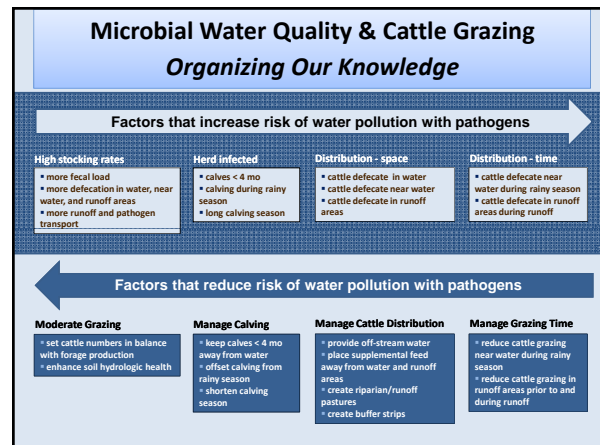 Microbial Water Quality & Cattle Grazing
Organizing Our Knowledge
Factors that increase risk of water pollution with pathogens
High stocking rates
▪ more fecal load
▪ more defecation in water, near
water, and runoff areas
▪ more runoff and pathogen
transport
Herd infected
▪ calves < 4 mo
▪ calving during rainy
season
▪ long calving season
Distribution - space
▪ cattle defecate in water
▪ cattle defecate near water
▪ cattle defecate in runoff
areas
Distribution - time
▪ cattle defecate near
water during rainy season
▪ cattle defecate in runoff
areas during runoff
Factors that reduce risk of water pollution with pathogens
Moderate Grazing
▪ set cattle numbers in balance
with forage production
▪ enhance soil hydrologic health
Manage Calving
▪ keep calves < 4 mo
away from water
▪ offset calving from
rainy season
▪ shorten calving
season
Manage Cattle Distribution
▪ provide off-stream water
▪ place supplemental feed
away from water and runoff
areas
▪ create riparian/runoff
pastures
▪ create buffer strips
Manage Grazing Time
▪ reduce cattle grazing
near water during rainy
season
▪ reduce cattle grazing in
runoff areas prior to and
during runoff